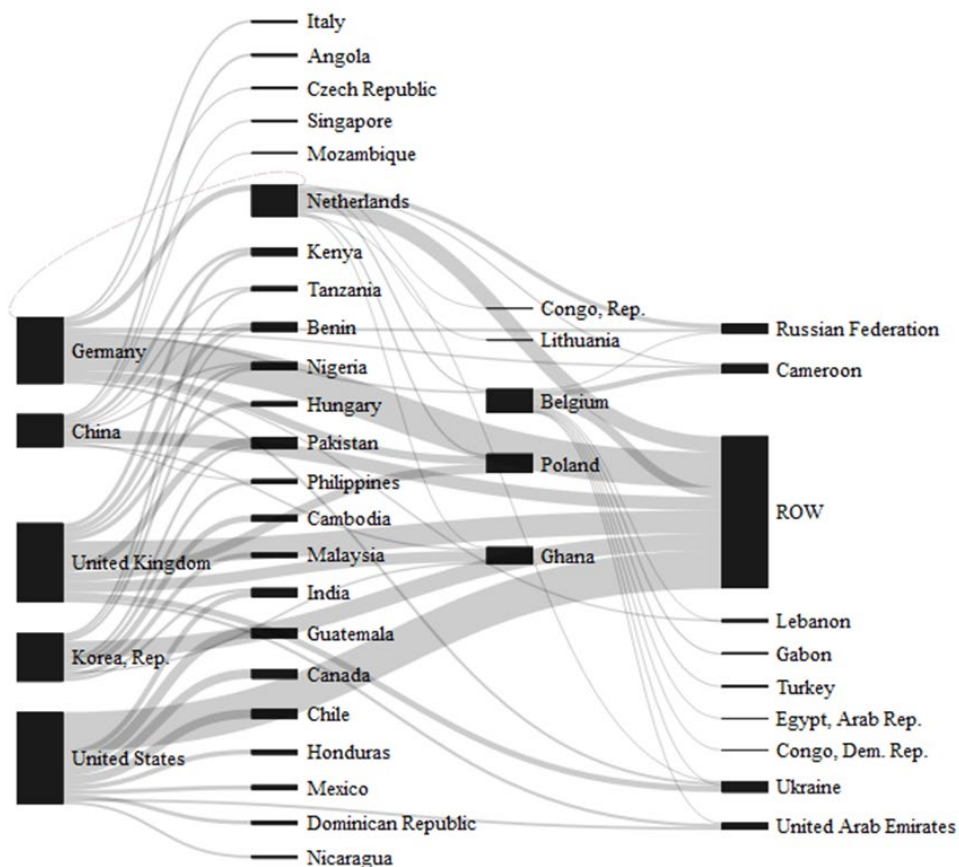 Italy
Angola
Czech Republic
Singapore
Mozambique
Netherlands
Kenya
Tanzania
Congo, Rep.
Benin
Russian Federation
Lithuania
Germany
Nigeria
Cameroon
Hungary
Belgium
China
Pakistan
Poland
Philippines
ROW
Cambodia
United Kingdom
Malaysia
Ghana
India
Lebanon
Guatemala
Korea, Rep.
Gabon
Canada
Turkey
Chile
Egypt, Arab Rep.
Honduras
Congo, Dem. Rep.
United States
Mexico
Ukraine
Dominican Republic
United Arab Emirates
Nicaragua